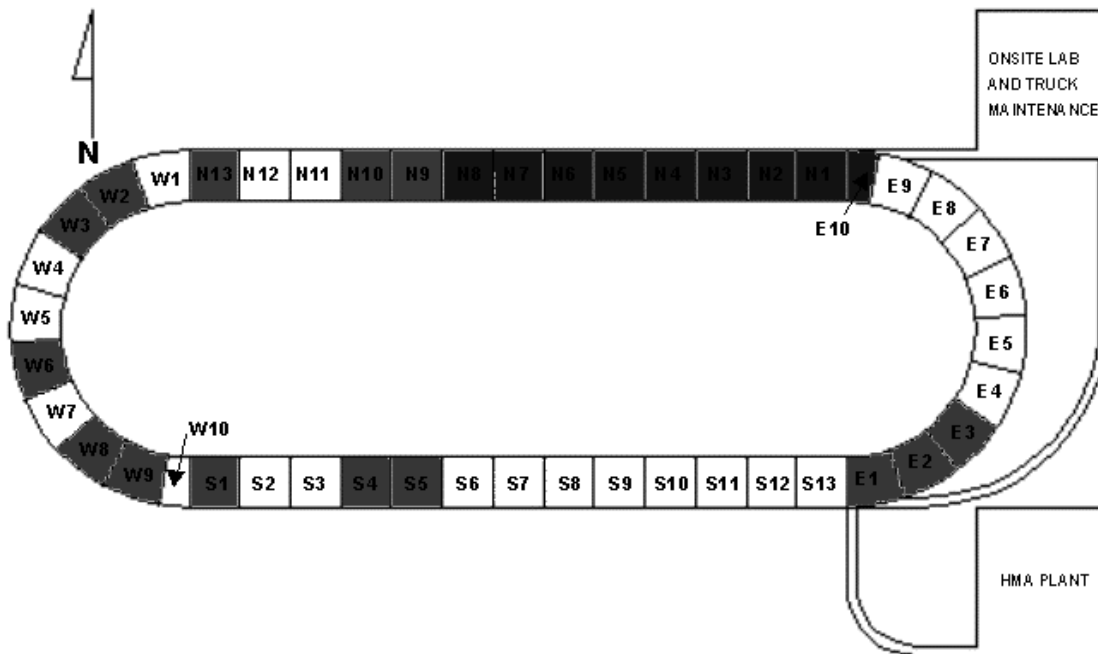 ONSITE LAB
AND TRUCK
MAINTENANCE
N
W1 N13 N12 N11 N10 N9 N8 N7 N6 N5 N4 N3 N2 N1 E9
W2 E8
W3 E10 E7
W4 E6
W5 E5
W6 E4
W7 W10 E3
W8 E2
W9 S1 S2 S3 S4 S5 S6 S7 S8 S9 S10 S11 S12 S13 E1
HMA PLANT